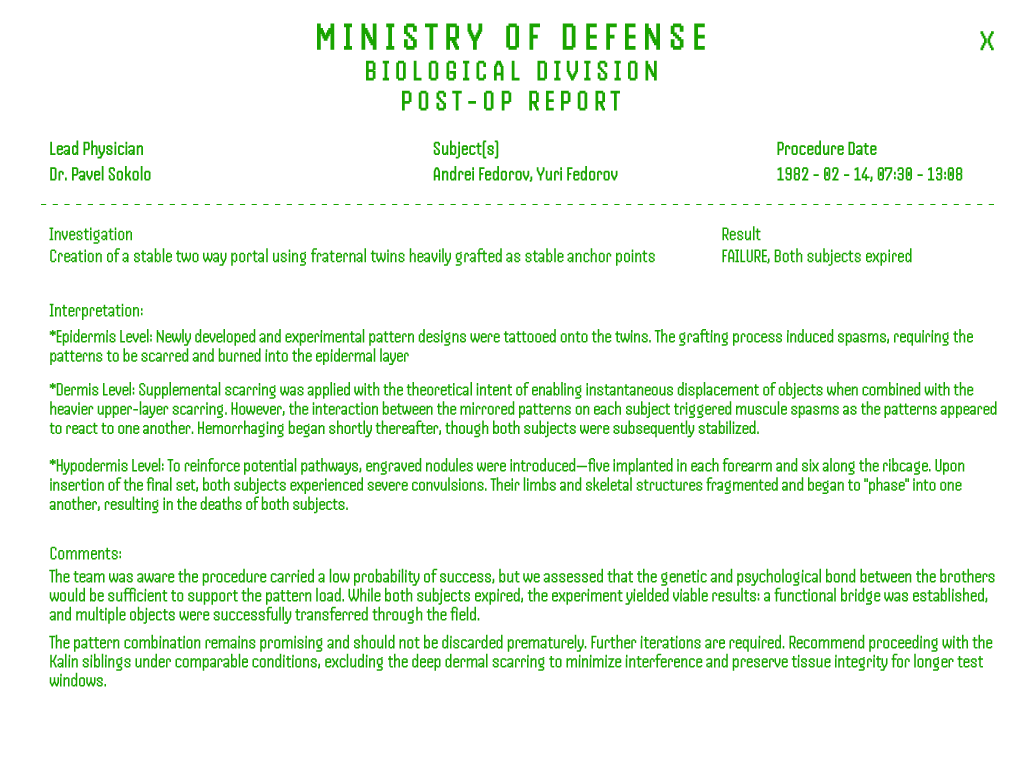 MINISTRY OF DEFENSE
X
BIOLOGICAL DIVISION
POST-OP REPORT
Lead Physician
Subject(s)
Procedure Date
Dr. Pavel Sokolo
Andrei Fedorov, Yuri Fedorov
1982 - 02 - 14, 07:30 - 13:08
Investigation
Result
Creation of a stable two way portal using fraternal twins heavily grafted as stable anchor points
FAILURE, Both subjects expired
Interpretation:
*Epidermis Level: Newly developed and experimental pattern designs were tattooed onto the twins. The grafting process induced spasms, requiring the
patterns to be scarred and burned into the epidermal layer
*Dermis Level: Supplemental scarring was applied with the theoretical intent of enabling instantaneous displacement of objects when combined with the
heavier upper-layer scarring. However, the interaction between the mirrored patterns on each subject triggered muscule spasms as the patterns appeared
to react to one another. Hemorrhaging began shortly thereafter, though both subjects were subsequently stabilized.
*Hypodermis Level: To reinforce potential pathways, engraved nodules were introduced—five implanted in each forearm and six along the ribcage. Upon
insertion of the final set, both subjects experienced severe convulsions. Their limbs and skeletal structures fragmented and began to "phase" into one
another, resulting in the deaths of both subjects.
Comments:
The team was aware the procedure carried a low probability of success, but we assessed that the genetic and psychological bond between the brothers
would be sufficient to support the pattern load. While both subjects expired, the experiment yielded viable results: a functional bridge was established,
and multiple objects were successfully transferred through the field.
The pattern combination remains promising and should not be discarded prematurely. Further iterations are required. Recommend proceeding with the
Kalin siblings under comparable conditions, excluding the deep dermal scarring to minimize interference and preserve tissue integrity for longer test
windows.